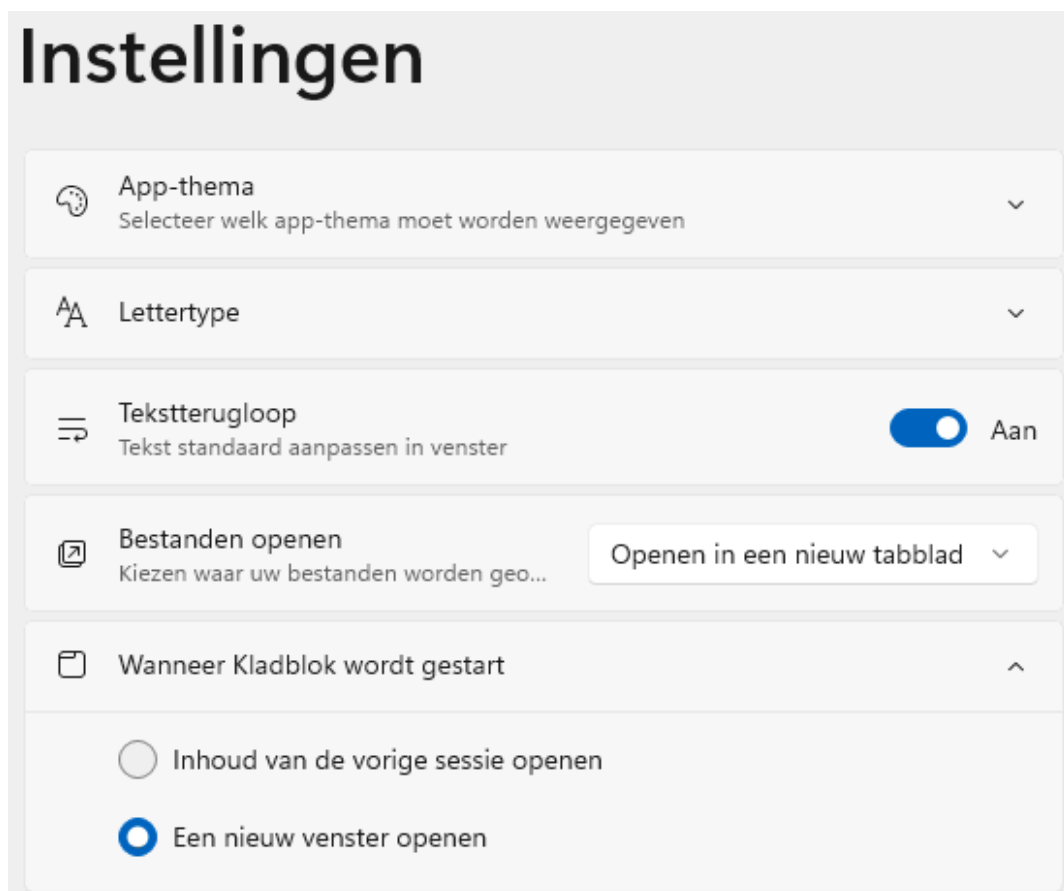 Instellingen
App-thema
Selecteer welk app-thema moet worden weergegeven
Lettertype
Tekstterugloop
Tekst standaard aanpassen in venster
Aan
Bestanden openen
Kiezen waar uw bestanden worden geo...
Openen in een nieuw tabblad
Wanneer Kladblok wordt gestart
Inhoud van de vorige sessie openen
Een nieuw venster openen